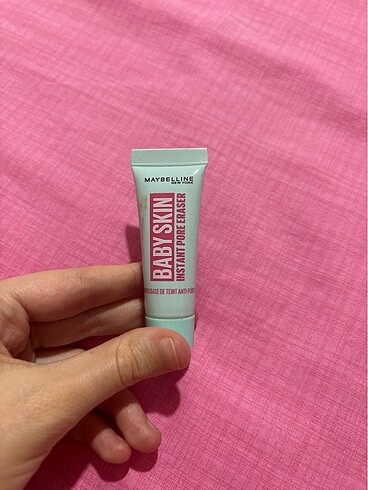 MAYBELLINE
NEW YORK
BABY SKIN
INSTANT PORE ERASER
BASE DE TEINT ANTI-PORES